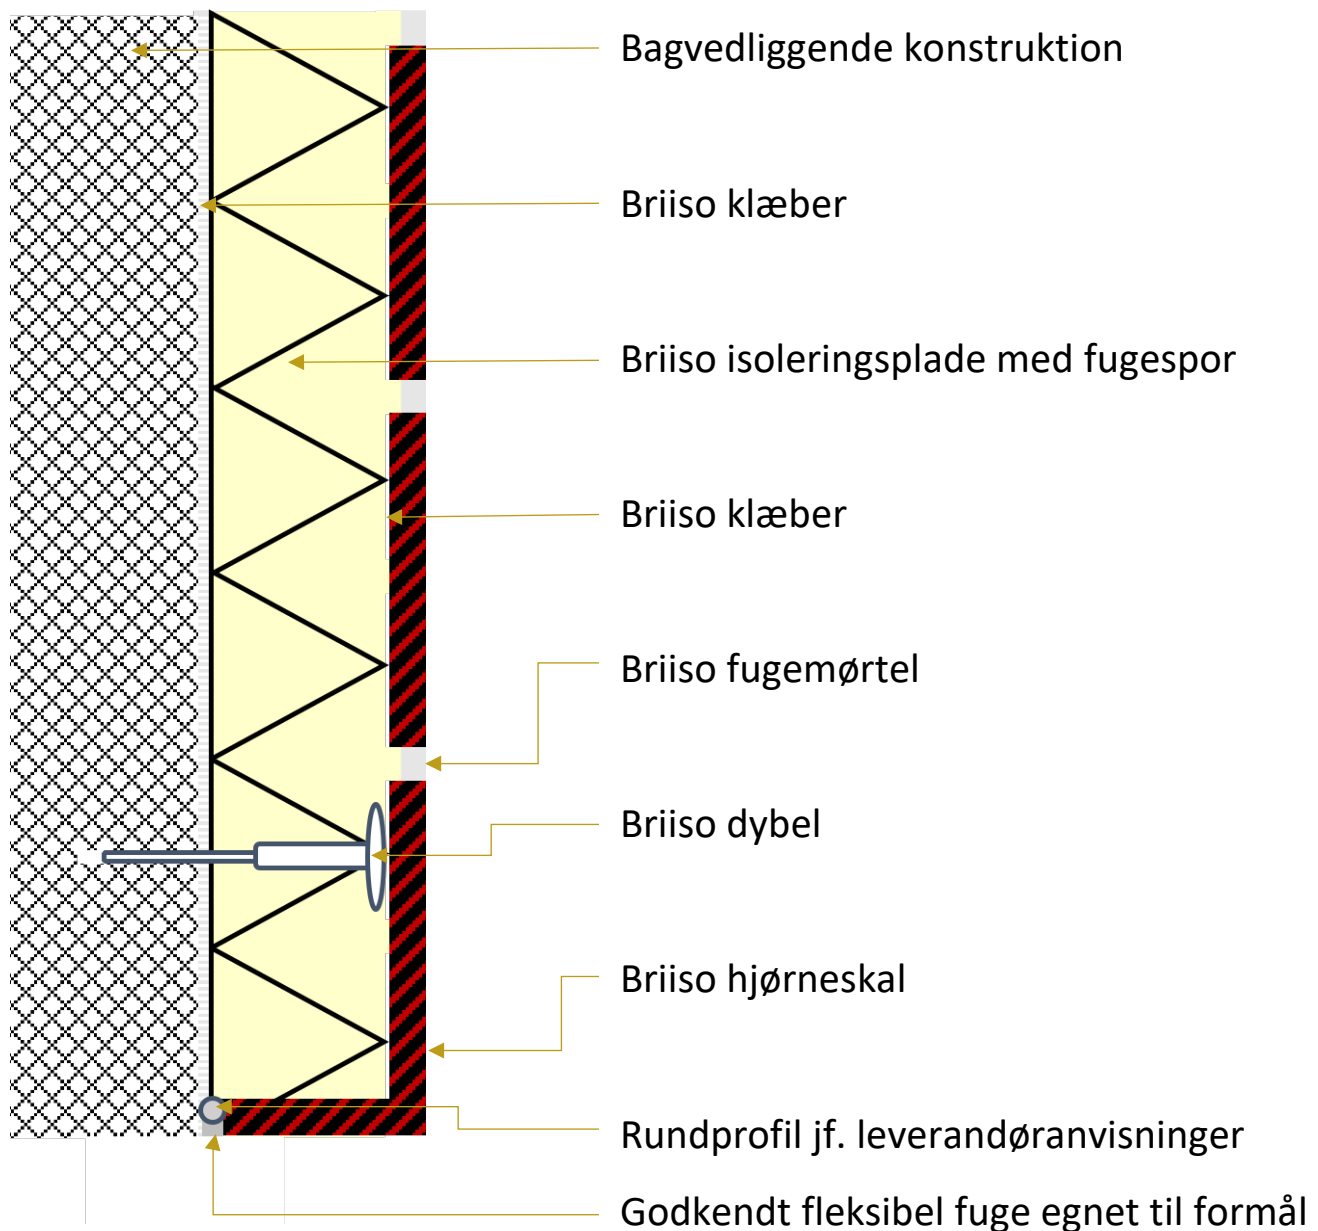 Bagvedliggende konstruktion
Briiso klæber
Briiso isoleringsplade med fugespor
Briiso klæber
Briiso fugemørtel
Briiso dybel
Briiso hjørneskal
Rundprofil jf. leverandøranvisninger
Godkendt fleksibel fuge egnet til formål